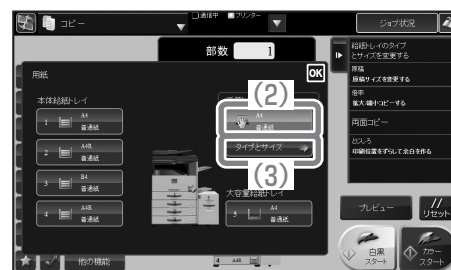 コピー
通信中
プリンター
ジョブ状況
部数 1
給紙トレイのタイプ
とサイズを変更する
原稿
原稿サイズを変更する
倍率
拡大・縮小コピーする
両面コピー
とじしろ
印刷位置をずらして余白を作る
用紙
OK
本体給紙トレイ
1 A4 普通紙
2 A4R 普通紙
3 B4 普通紙
4 A4R 普通紙
(2)
A4
普通紙
タイプとサイズ
(3)
大容量給紙トレイ
5 A4 普通紙
プレビュー
リセット
白黒
スタート
カラー
スタート
他の機能
4 A4R